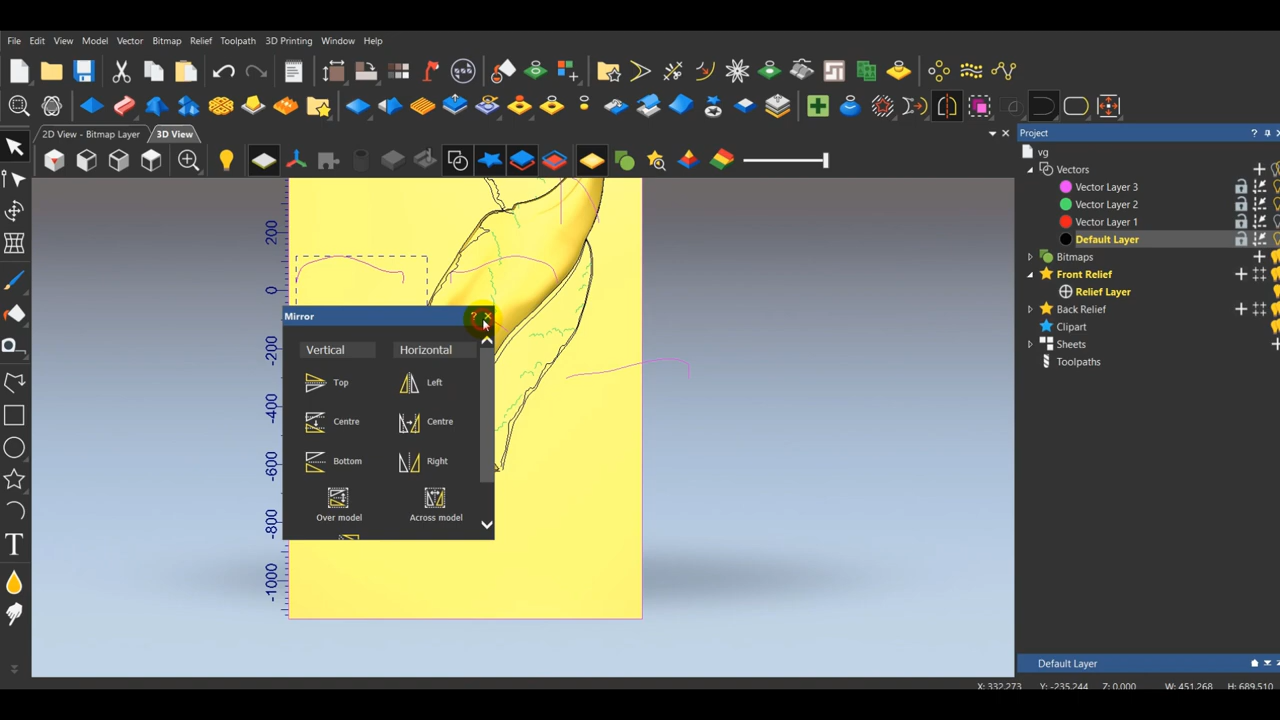 File Edit View Model Vector Bitmap Relief Toolpath 3D Printing Window Help
2D View - Bitmap Layer 3D View
Project
vg
Vectors
Vector Layer 3
Vector Layer 2
Vector Layer 1
Default Layer
Bitmaps
Front Relief
Relief Layer
Back Relief
Clipart
Sheets
Toolpaths
200
0
-200
-400
-600
-800
-1000
Mirror
Vertical Horizontal
Top Left
Centre Centre
Bottom Right
Over model Across model
Default Layer
X: 332.273 Y: -235.244 Z: 0.000 W: 451.268 H: 689.510